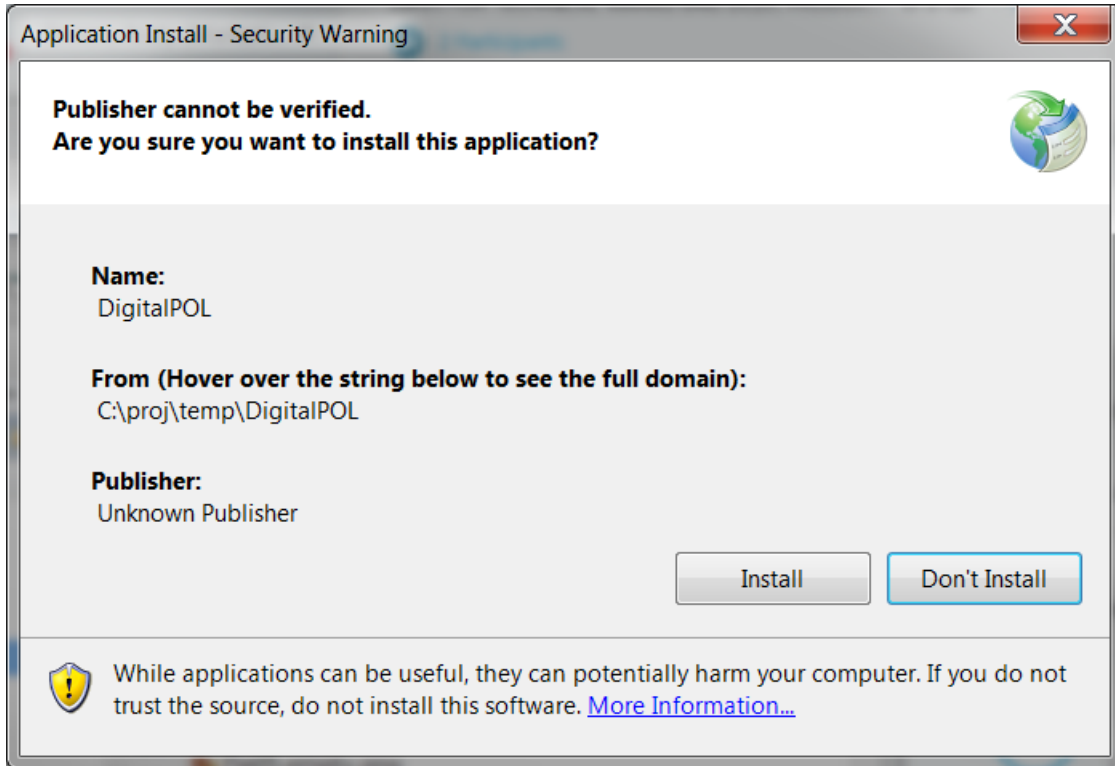 Application Install - Security Warning
Publisher cannot be verified.
Are you sure you want to install this application?
Name:
DigitalPOL
From (Hover over the string below to see the full domain):
C:\proj\temp\DigitalPOL
Publisher:
Unknown Publisher
Install
Don't Install
While applications can be useful, they can potentially harm your computer. If you do not
trust the source, do not install this software. More Information...